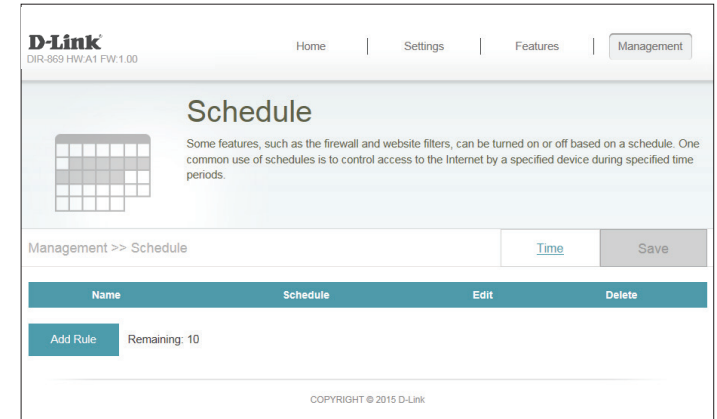 D-Link
DIR-869 HW:A1 FW:1.00
Home | Settings | Features | Management
Schedule
Some features, such as the firewall and website filters, can be turned on or off based on a schedule. One
common use of schedules is to control access to the Internet by a specified device during specified time
periods.
Management >> Schedule
Time
Save
Name Schedule Edit Delete
Add Rule Remaining: 10
COPYRIGHT © 2015 D-Link